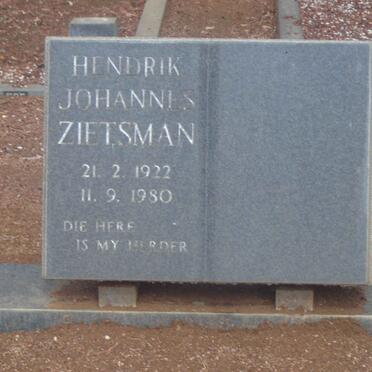 HENDRIK
JOHANNES
ZIETSMAN
21. 2. 1922
11. 9. 1980
DIE HERE
IS MY HERDER